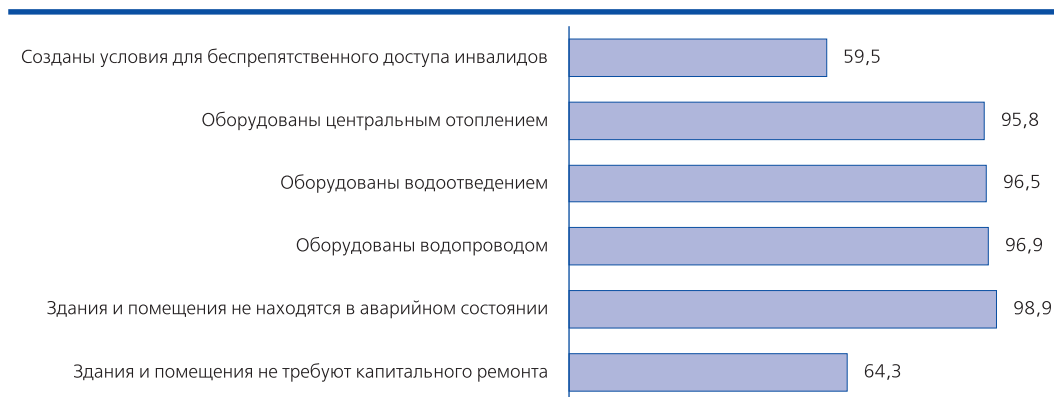 Созданы условия для беспрепятственного доступа инвалидов 59,5
Оборудованы центральным отоплением 95,8
Оборудованы водоотведением 96,5
Оборудованы водопроводом 96,9
Здания и помещения не находятся в аварийном состоянии 98,9
Здания и помещения не требуют капитального ремонта 64,3